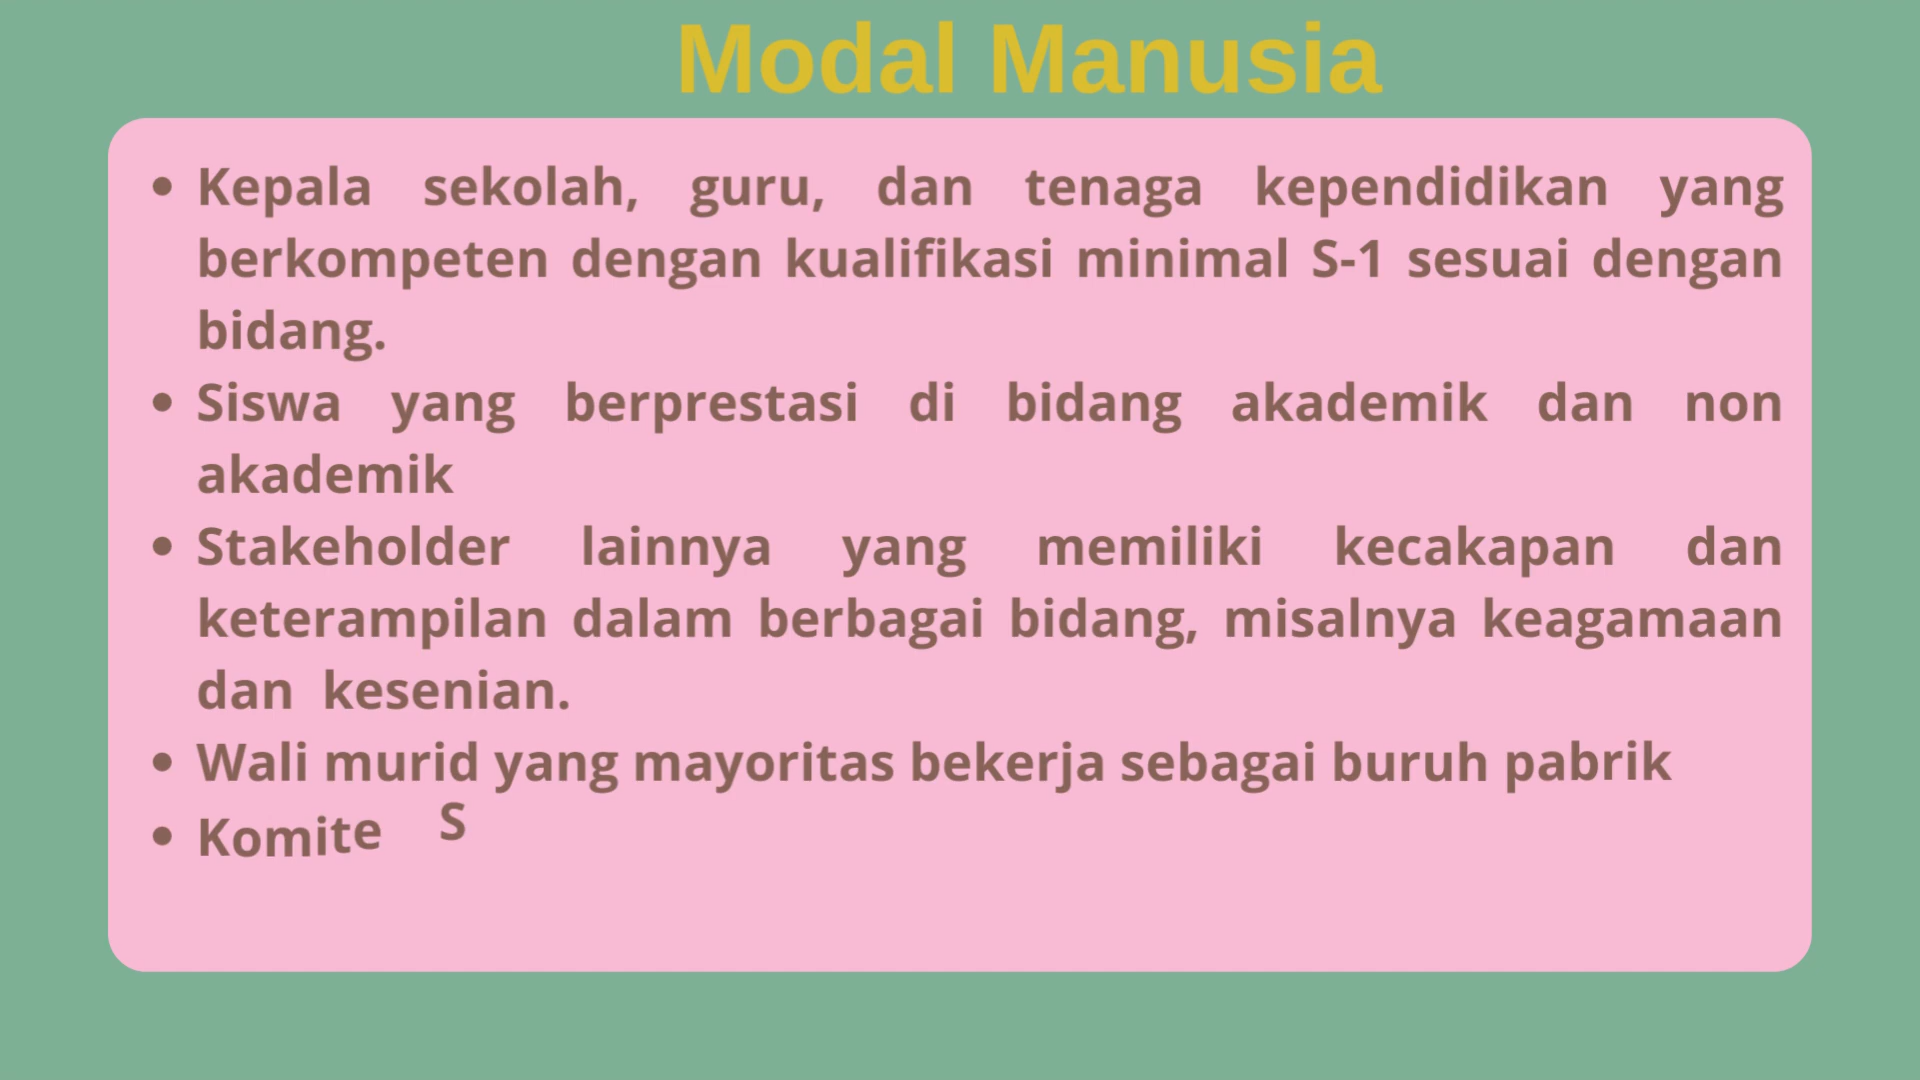 Modal Manusia
• Kepala sekolah, guru, dan tenaga kependidikan yang
berkompeten dengan kualifikasi minimal S-1 sesuai dengan
bidang.
• Siswa yang berprestasi di bidang akademik dan non
akademik
• Stakeholder lainnya yang memiliki kecakapan dan
keterampilan dalam berbagai bidang, misalnya keagamaan
dan kesenian.
• Wali murid yang mayoritas bekerja sebagai buruh pabrik
• Komite S